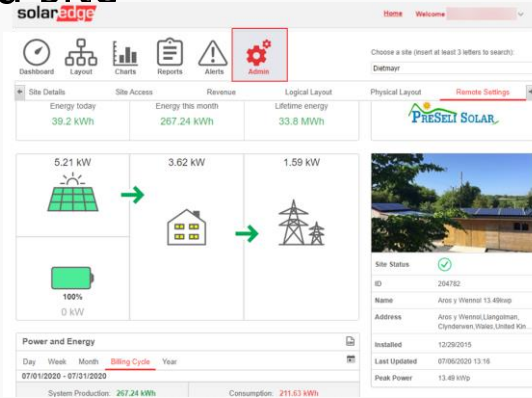 solaredge
Home Welcome
Dashboard Layout Charts Reports Alerts Admin
Choose a site (insert at least 3 letters to search):
Dietmayr
Site Details Site Access Revenue Logical Layout Physical Layout Remote Settings
Energy today Energy this month Lifetime energy
39.2 kWh 267.24 kWh 33.8 MWh
PRESELI SOLAR
5.21 kW 3.62 kW 1.59 kW
100%
0 kW
Site Status
ID 204782
Name Aros y Wennol 13.49kwp
Address Aros y Wennol,Llangolman,
Clynderwen,Wales,United Kin...
Installed 12/29/2015
Last Updated 07/06/2020 13:16
Peak Power 13.49 kWp
Power and Energy
Day Week Month Billing Cycle Year
07/01/2020 - 07/31/2020
System Production: 267.24 kWh Consumption: 211.63 kWh